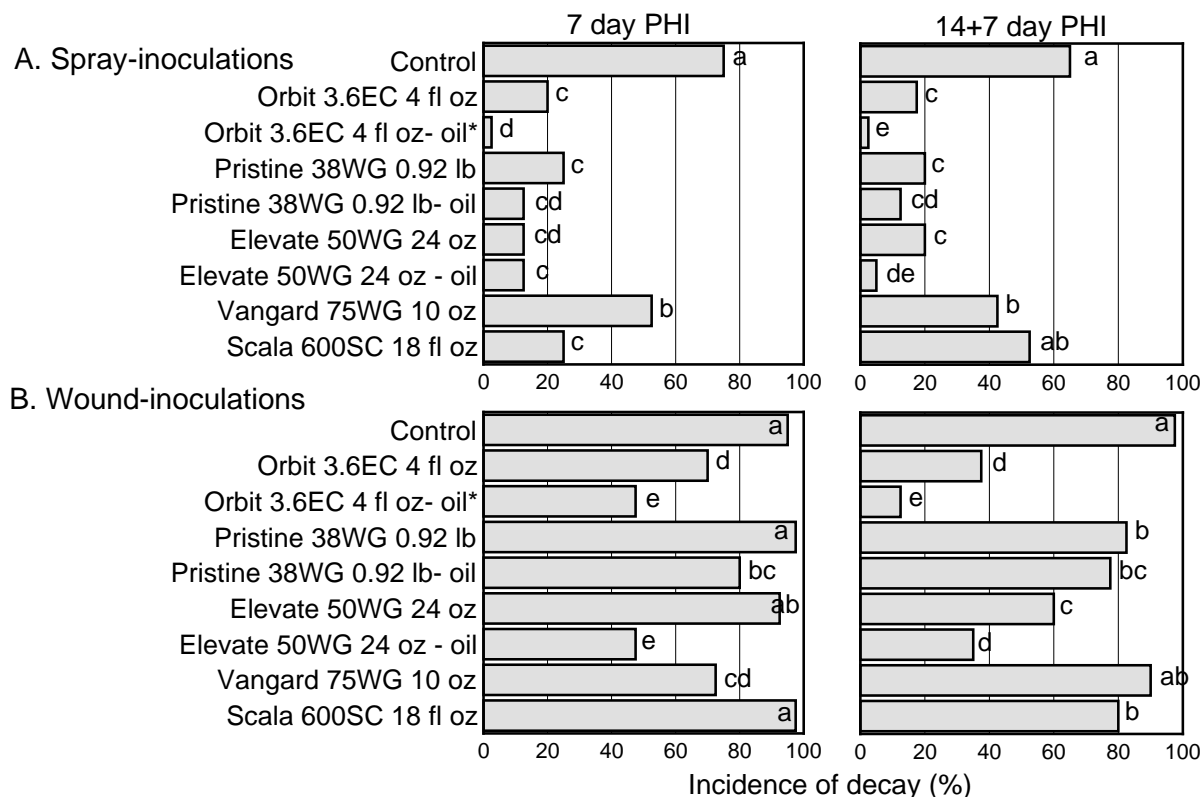 7 day PHI 14+7 day PHI
A. Spray-inoculations
Control a a
Orbit 3.6EC 4 fl oz c c
Orbit 3.6EC 4 fl oz- oil* d e
Pristine 38WG 0.92 lb c c
Pristine 38WG 0.92 lb- oil cd cd
Elevate 50WG 24 oz cd c
Elevate 50WG 24 oz - oil c de
Vangard 75WG 10 oz b b
Scala 600SC 18 fl oz c ab
0 20 40 60 80 100 0 20 40 60 80 100
B. Wound-inoculations
Control a a
Orbit 3.6EC 4 fl oz d d
Orbit 3.6EC 4 fl oz- oil* e e
Pristine 38WG 0.92 lb a b
Pristine 38WG 0.92 lb- oil bc bc
Elevate 50WG 24 oz ab c
Elevate 50WG 24 oz - oil e d
Vangard 75WG 10 oz cd ab
Scala 600SC 18 fl oz a b
0 20 40 60 80 100 0 20 40 60 80 100
Incidence of decay (%)